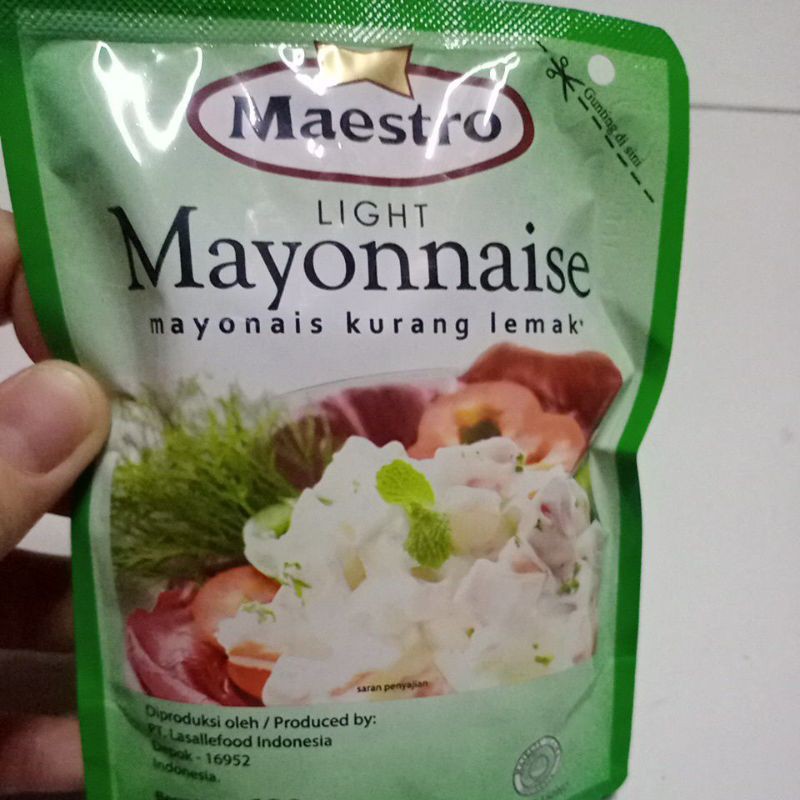 Maestro
Gunting di sini
LIGHT
Mayonnaise
mayonais kurang lemak*
saran penyajian
Diproduksi oleh / Produced by:
PT. Lasallefood Indonesia
Depok - 16952
Indonesia.